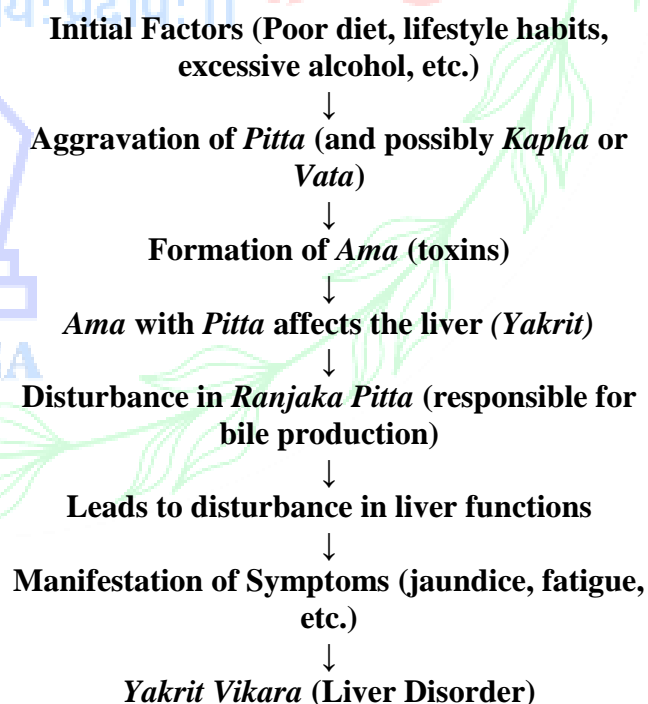 Initial Factors (Poor diet, lifestyle habits,
excessive alcohol, etc.)
↓
Aggravation of Pitta (and possibly Kapha or
Vata)
↓
Formation of Ama (toxins)
↓
Ama with Pitta affects the liver (Yakrit)
↓
Disturbance in Ranjaka Pitta (responsible for
bile production)
↓
Leads to disturbance in liver functions
↓
Manifestation of Symptoms (jaundice, fatigue,
etc.)
↓
Yakrit Vikara (Liver Disorder)